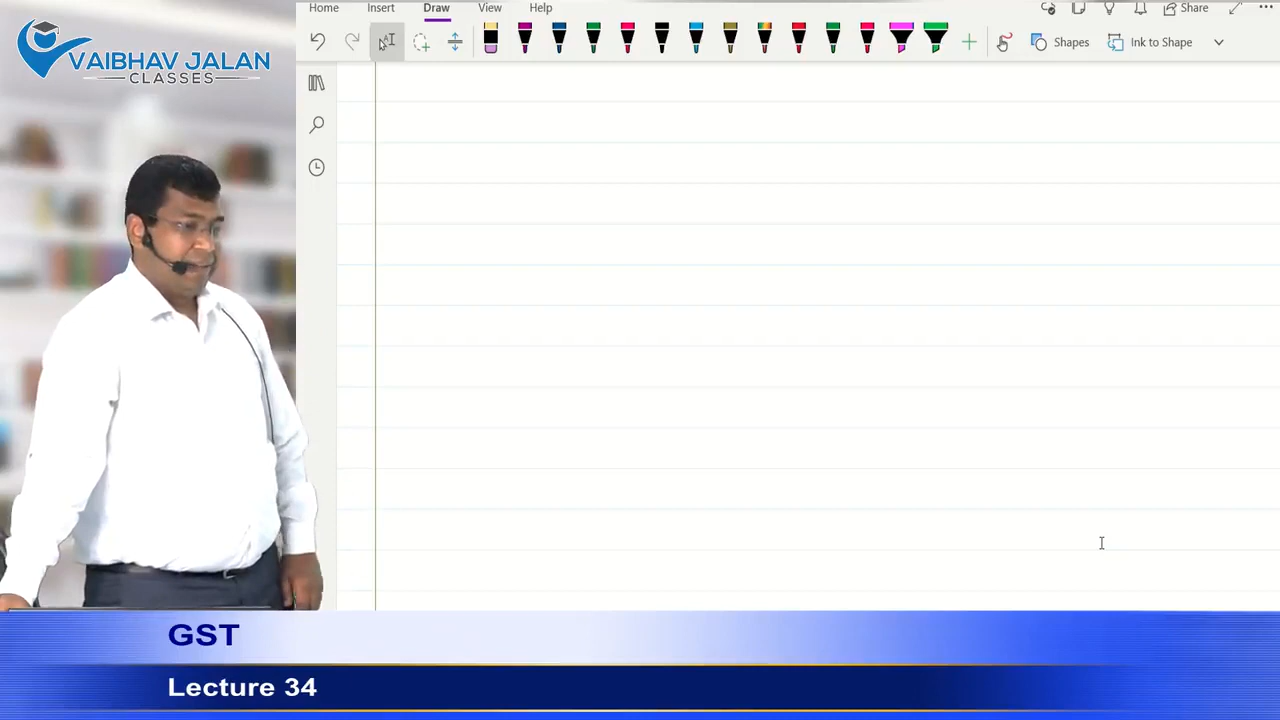 Home Insert Draw View Help Share
VAIBHAV JALAN
CLASSES
Shapes Ink to Shape
GST
Lecture 34